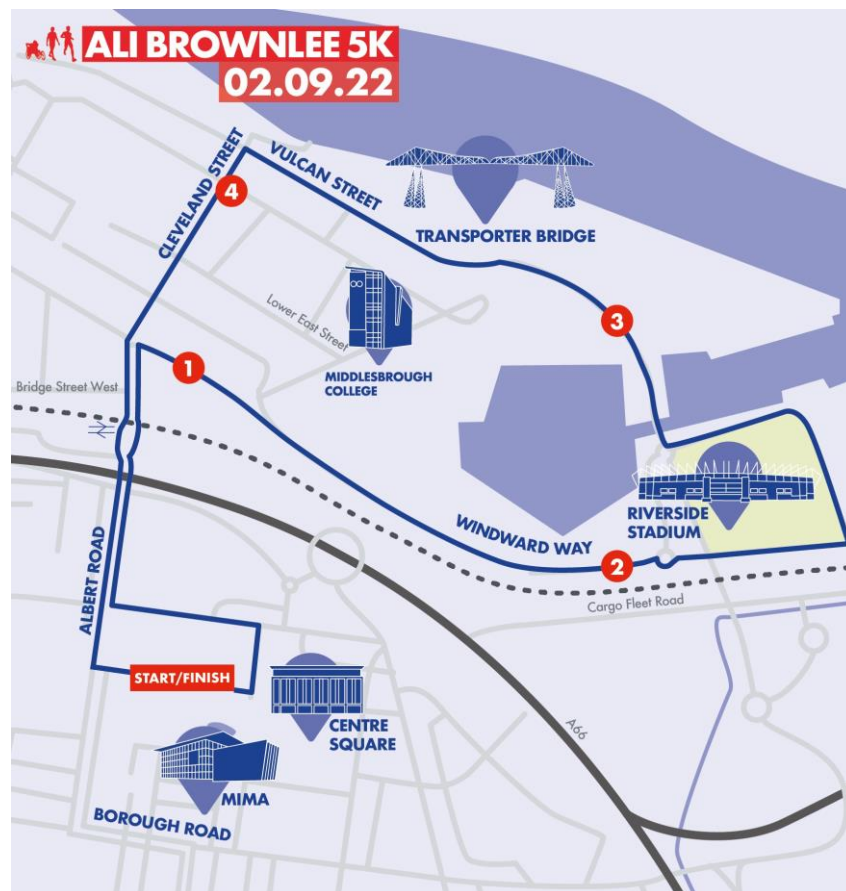 ALI BROWNLEE 5K
02.09.22
CLEVELAND STREET
4
VULCAN STREET
TRANSPORTER BRIDGE
3
Lower East Street
8
MIDDLESBROUGH
COLLEGE
1
Bridge Street West
RIVERSIDE
STADIUM
WINDWARD WAY
2
Cargo Fleet Road
ALBERT ROAD
START/FINISH
CENTRE
SQUARE
A66
MIMA
BOROUGH ROAD